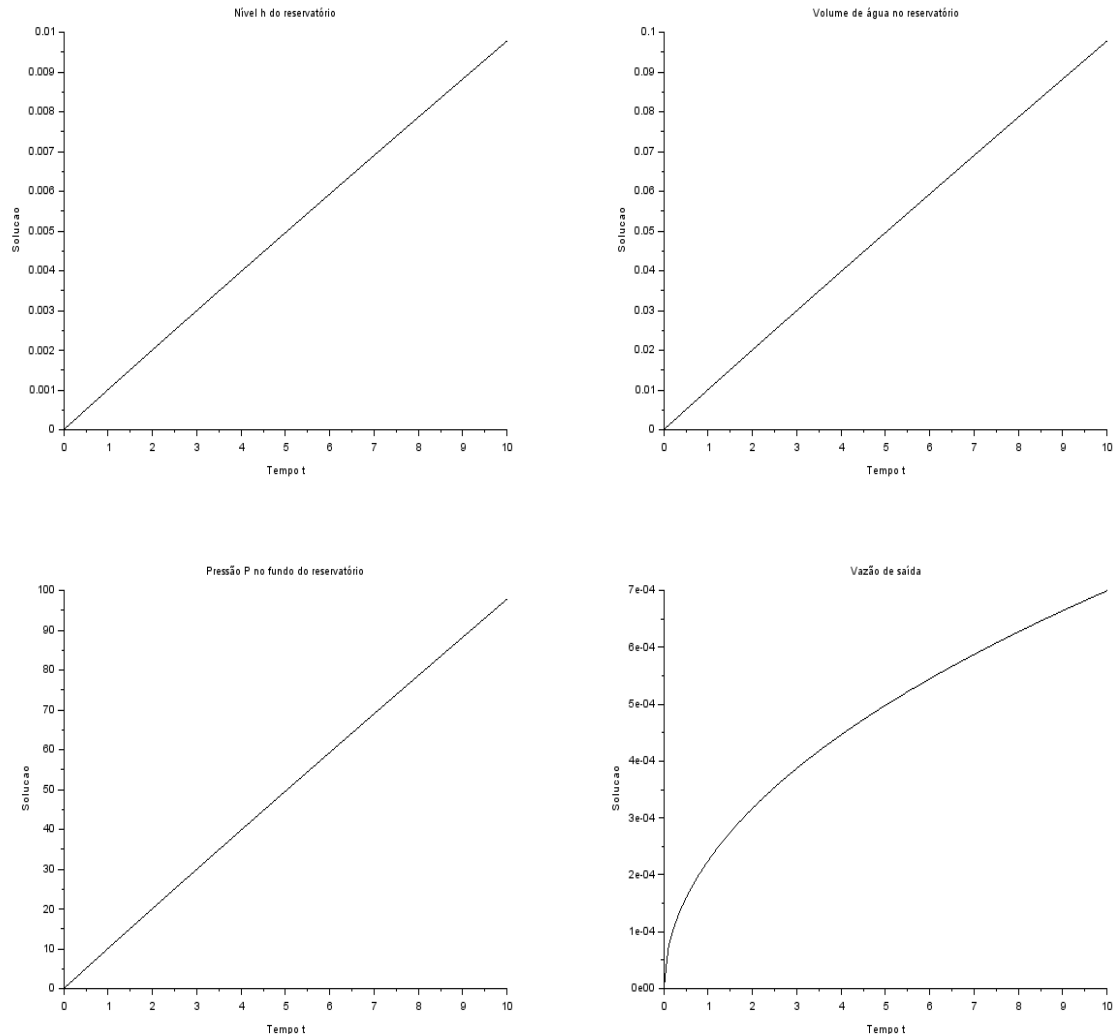 Nível h do reservatório
0.01
0.009
0.008
0.007
0.006
0.005
0.004
0.003
0.002
0.001
0
Solucao
0 1 2 3 4 5 6 7 8 9 10
Tempo t
Volume de água no reservatório
0.1
0.09
0.08
0.07
0.06
0.05
0.04
0.03
0.02
0.01
0
Solucao
0 1 2 3 4 5 6 7 8 9 10
Tempo t
Pressão P no fundo do reservatório
100
90
80
70
60
50
40
30
20
10
0
Solucao
0 1 2 3 4 5 6 7 8 9 10
Tempo t
Vazão de saída
7e-04
6e-04
5e-04
4e-04
3e-04
2e-04
1e-04
0e00
Solucao
0 1 2 3 4 5 6 7 8 9 10
Tempo t